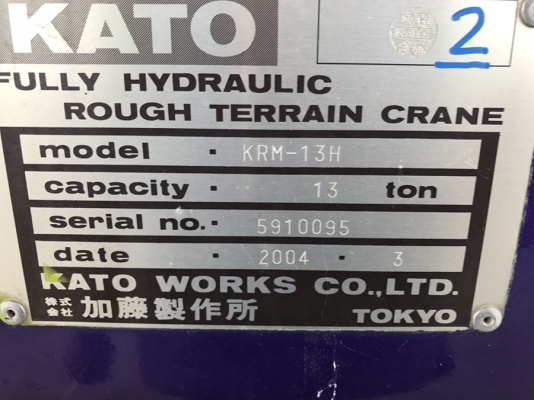 KATO
2
FULLY HYDRAULIC
ROUGH TERRAIN CRANE
model · KRM-13H
capacity · 13 ton
serial no. · 5910095
date · 2004 · 3
KATO WORKS CO.,LTD.
株式会社 加藤製作所 TOKYO